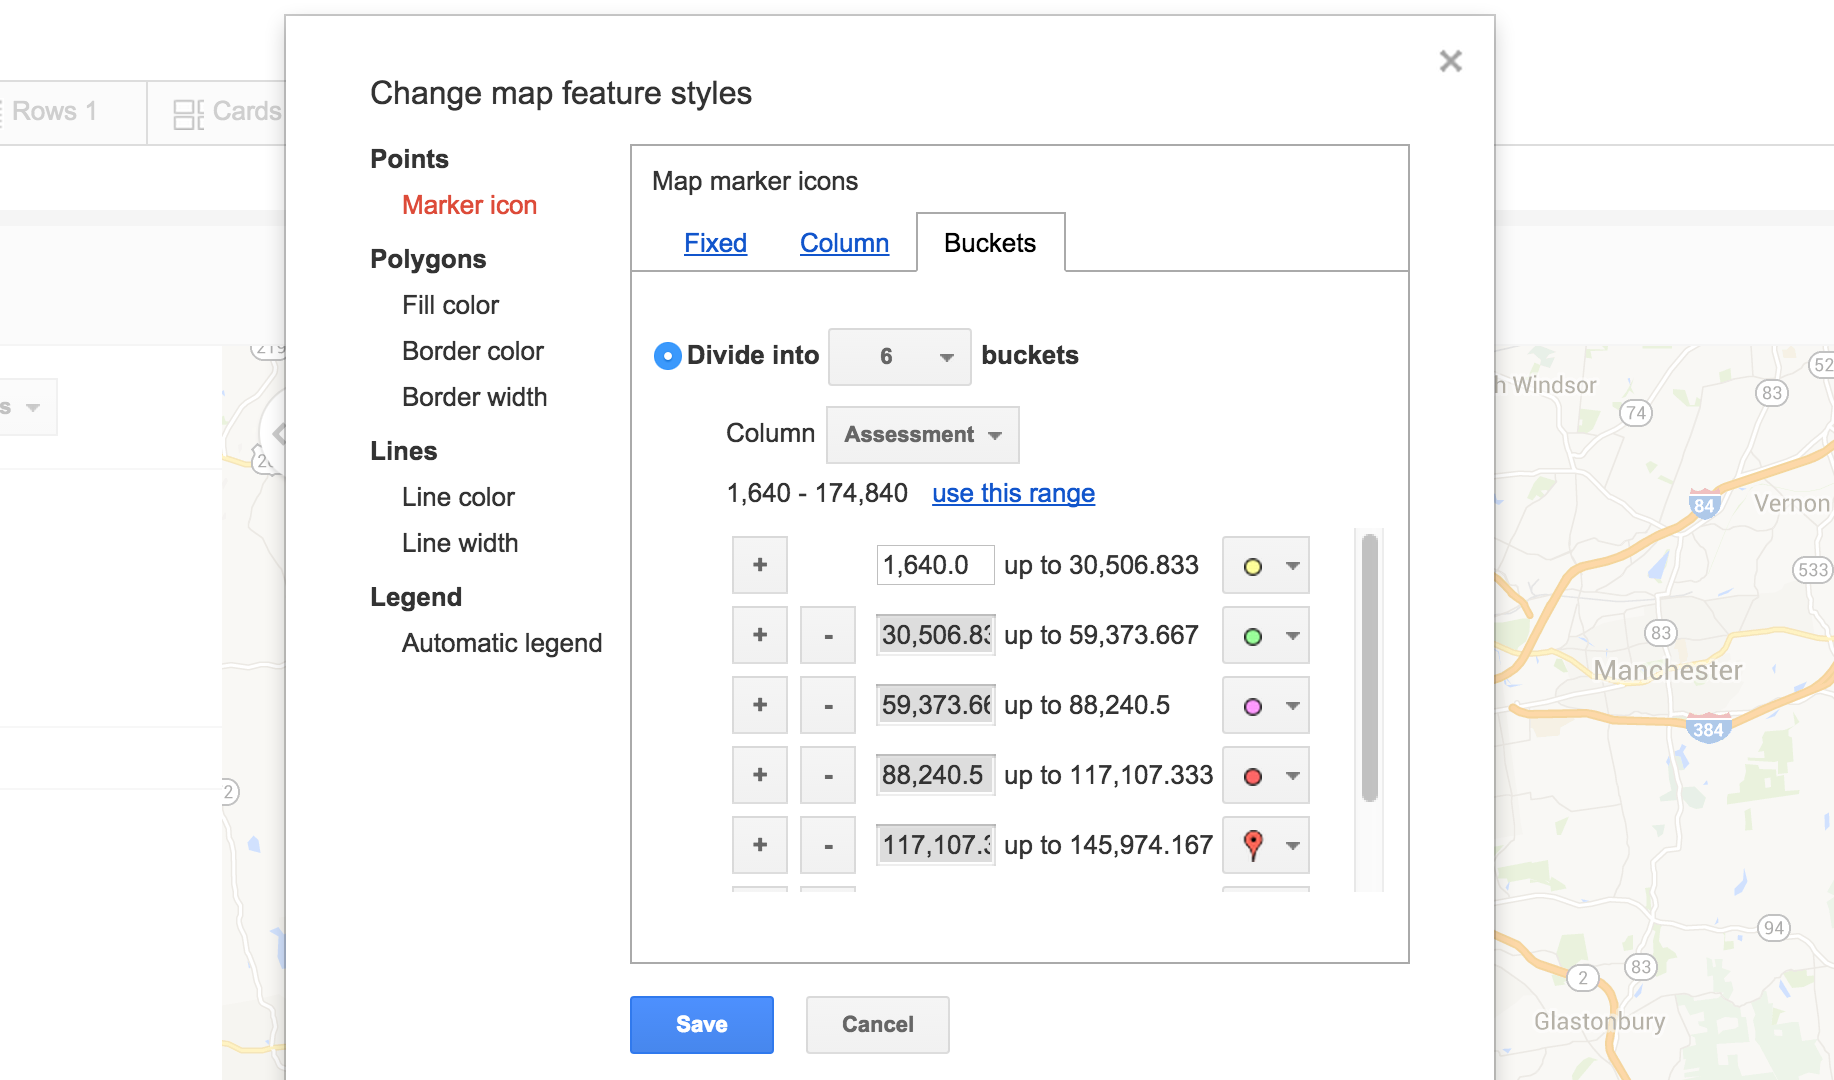 Rows 1
Cards
Change map feature styles
Points
Marker icon
Polygons
Fill color
Border color
Border width
Lines
Line color
Line width
Legend
Automatic legend
Map marker icons
Fixed
Column
Buckets
Divide into 6 buckets
Column Assessment
1,640 - 174,840 use this range
+ 1,640.0 up to 30,506.833
+ - 30,506.83 up to 59,373.667
+ - 59,373.66 up to 88,240.5
+ - 88,240.5 up to 117,107.333
+ - 117,107.3 up to 145,974.167
Save
Cancel
s
219
2
h Windsor
52
83
74
84
Vernon
533
83
Manchester
384
94
83
2
Glastonbury